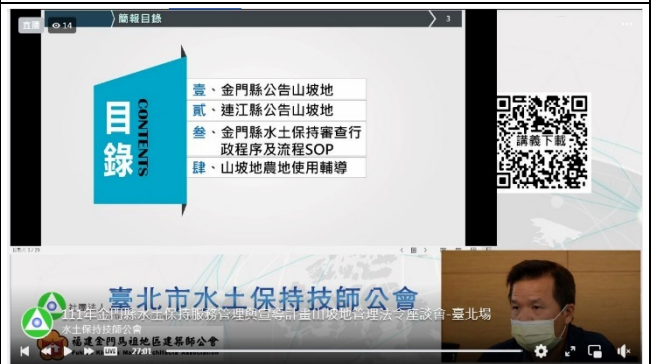 直播 14
簡報目錄
3
目錄
CONTENTS
壹、金門縣公告山坡地
貳、連江縣公告山坡地
叁、金門縣水土保持審查行
政程序及流程SOP
肆、山坡地農地使用輔導
講義下載
社團法人
臺北市水土保持技師公會
111年金門縣水土保持服務管理與宣導計畫山坡地管理法令座談會-臺北場
水土保持技師公會
福建金門馬祖地區建築師公會
LIVE
27:01